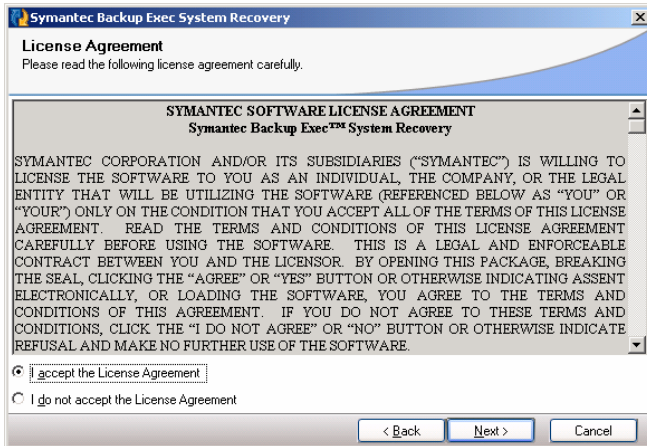 Symantec Backup Exec System Recovery
License Agreement
Please read the following license agreement carefully.
SYMANTEC SOFTWARE LICENSE AGREEMENT
Symantec Backup Exec™ System Recovery
SYMANTEC CORPORATION AND/OR ITS SUBSIDIARIES (“SYMANTEC”) IS WILLING TO
LICENSE THE SOFTWARE TO YOU AS AN INDIVIDUAL, THE COMPANY, OR THE LEGAL
ENTITY THAT WILL BE UTILIZING THE SOFTWARE (REFERENCED BELOW AS “YOU” OR
“YOUR”) ONLY ON THE CONDITION THAT YOU ACCEPT ALL OF THE TERMS OF THIS LICENSE
AGREEMENT. READ THE TERMS AND CONDITIONS OF THIS LICENSE AGREEMENT
CAREFULLY BEFORE USING THE SOFTWARE. THIS IS A LEGAL AND ENFORCEABLE
CONTRACT BETWEEN YOU AND THE LICENSOR. BY OPENING THIS PACKAGE, BREAKING
THE SEAL, CLICKING THE “AGREE” OR “YES” BUTTON OR OTHERWISE INDICATING ASSENT
ELECTRONICALLY, OR LOADING THE SOFTWARE, YOU AGREE TO THE TERMS AND
CONDITIONS OF THIS AGREEMENT. IF YOU DO NOT AGREE TO THESE TERMS AND
CONDITIONS, CLICK THE “I DO NOT AGREE” OR “NO” BUTTON OR OTHERWISE INDICATE
REFUSAL AND MAKE NO FURTHER USE OF THE SOFTWARE.
I accept the License Agreement
I do not accept the License Agreement
< Back Next > Cancel